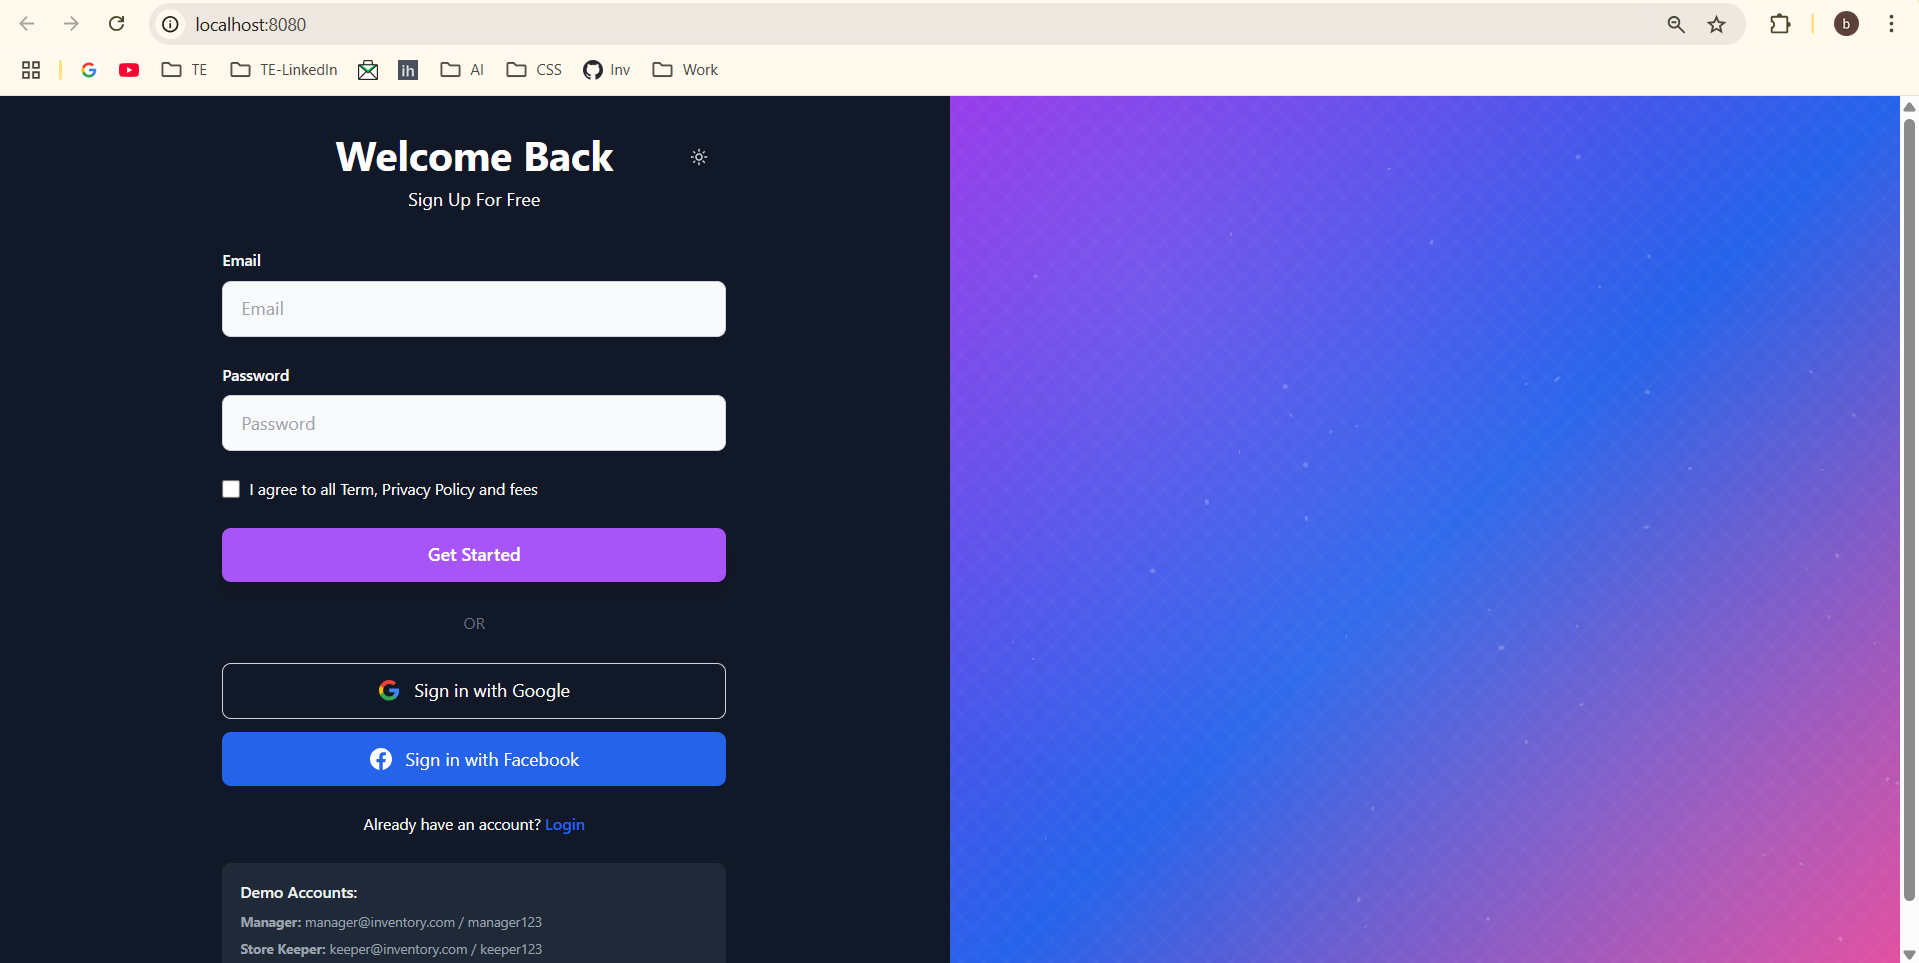 localhost:8080
TE
TE-LinkedIn
ih
AI
CSS
Inv
Work
b
Welcome Back
Sign Up For Free
Email
Email
Password
Password
I agree to all Term, Privacy Policy and fees
Get Started
OR
Sign in with Google
Sign in with Facebook
Already have an account? Login
Demo Accounts:
Manager: manager@inventory.com / manager123
Store Keeper: keeper@inventory.com / keeper123